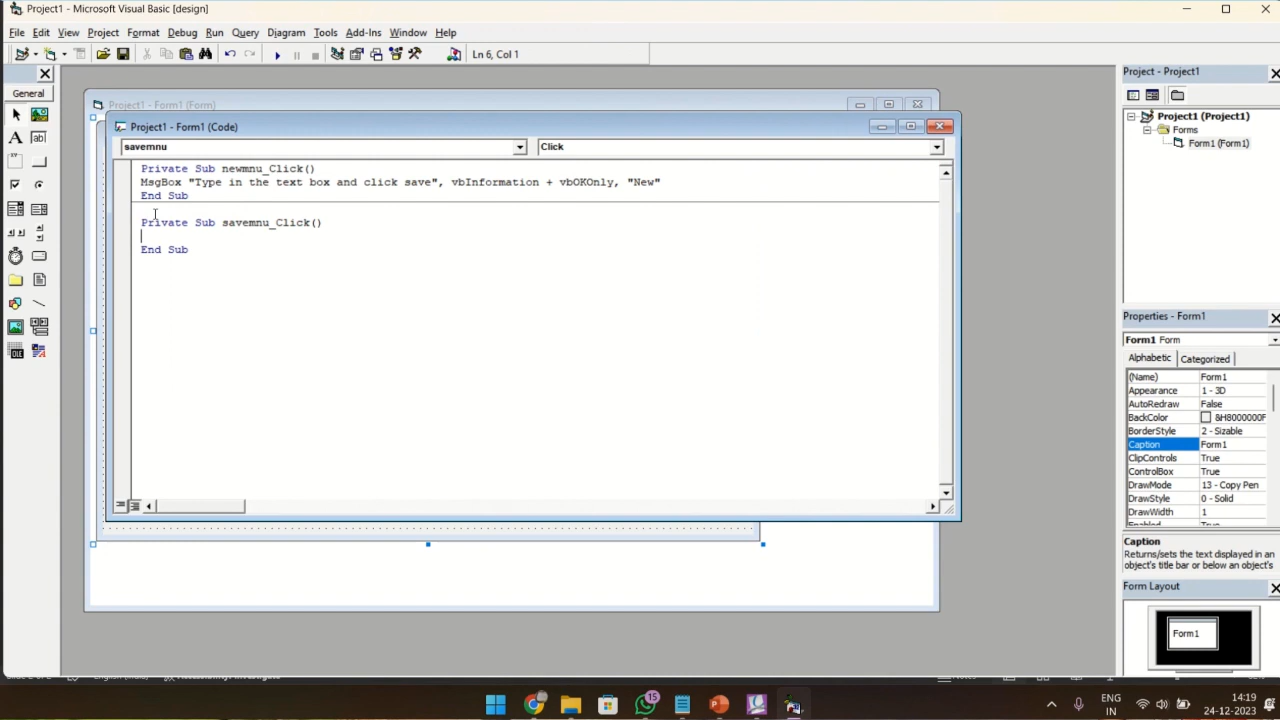 Project1 - Microsoft Visual Basic [design]
File Edit View Project Format Debug Run Query Diagram Tools Add-Ins Window Help
Ln 6, Col 1
General
A ab
Project1 - Form1 (Form)
Project1 - Form1 (Code)
savemnu Click
Private Sub newmnu_Click()
MsgBox "Type in the text box and click save", vbInformation + vbOKOnly, "New"
End Sub
Private Sub savemnu_Click()
End Sub
Project - Project1
Project1 (Project1)
Forms
Form1 (Form1)
Properties - Form1
Form1 Form
Alphabetic Categorized
(Name) Form1
Appearance 1 - 3D
AutoRedraw False
BackColor &H8000000F
BorderStyle 2 - Sizable
Caption Form1
ClipControls True
ControlBox True
DrawMode 13 - Copy Pen
DrawStyle 0 - Solid
DrawWidth 1
Enabled True
Caption
Returns/sets the text displayed in an
object's title bar or below an object's
Form Layout
Form1
15
ENG
IN
14:19
24-12-2023